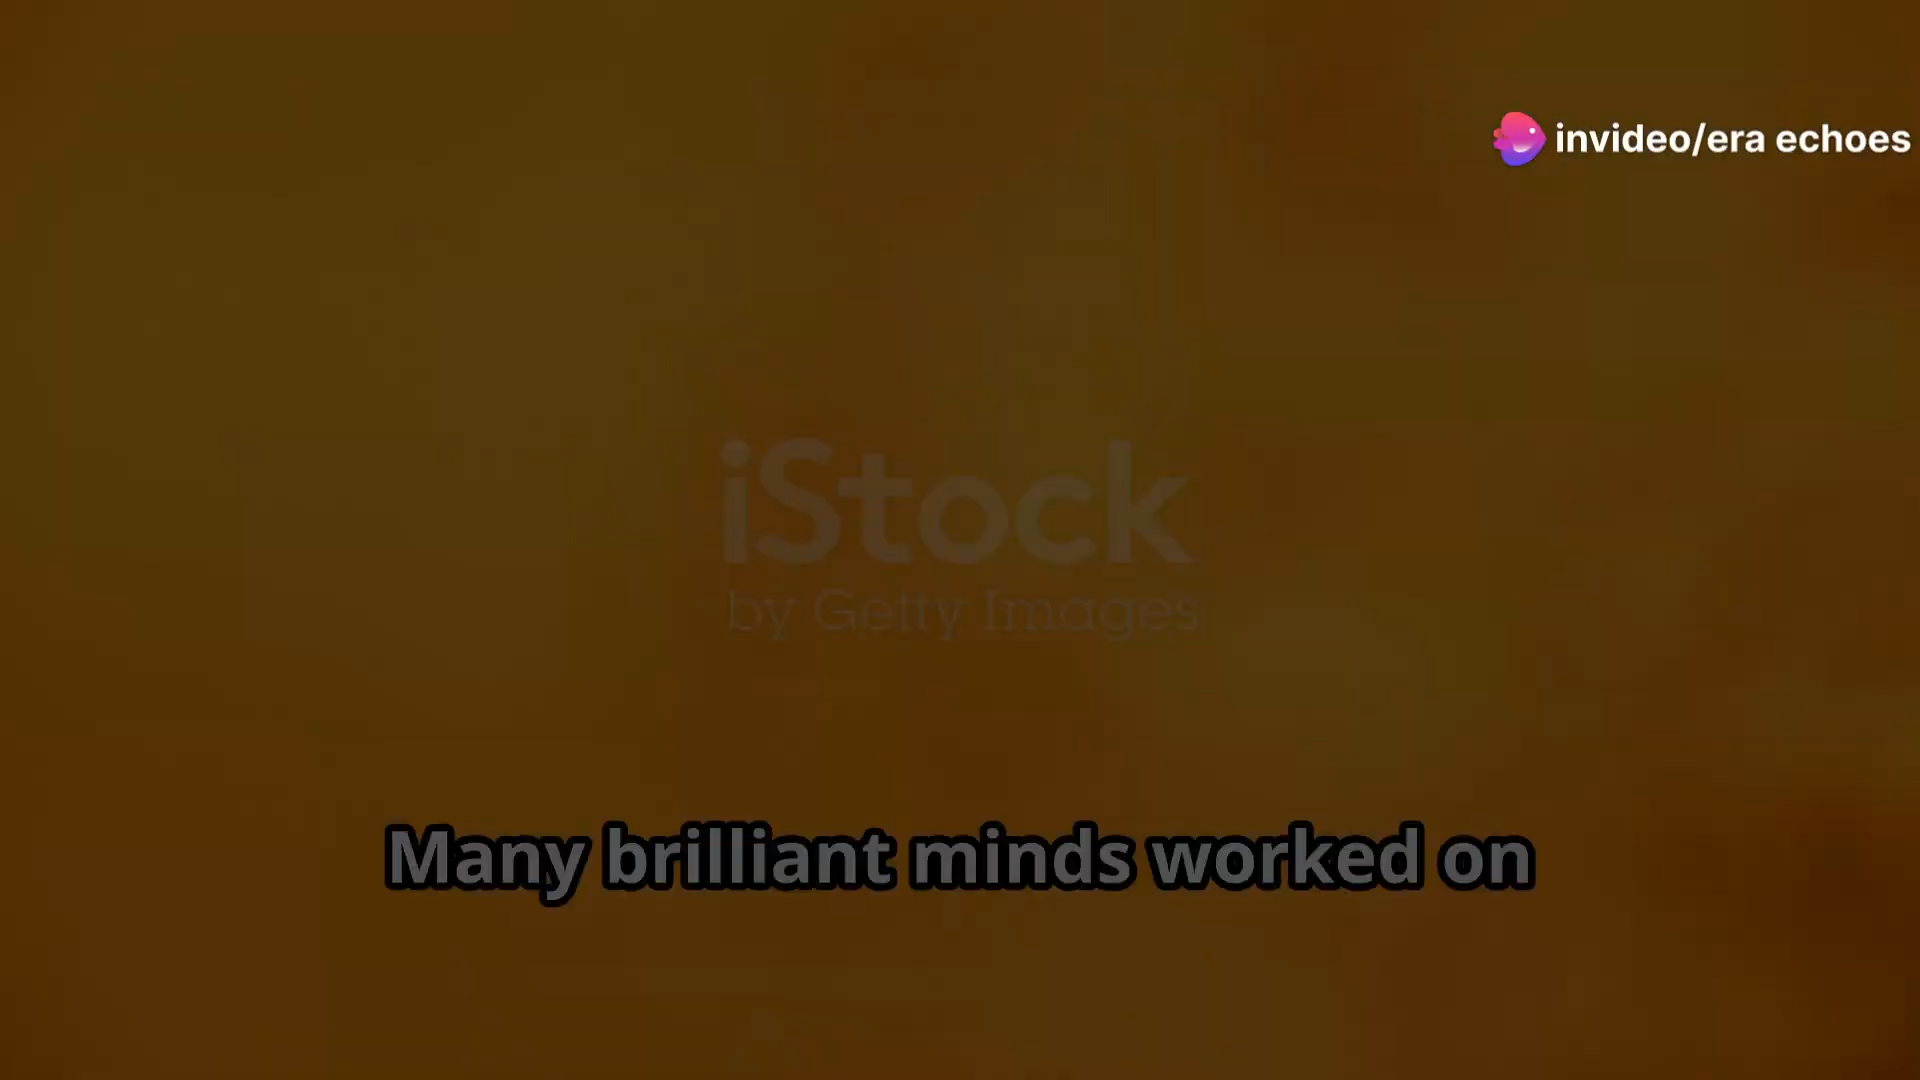 invideo/era echoes
iStock
by Getty Images
Many brilliant minds worked on